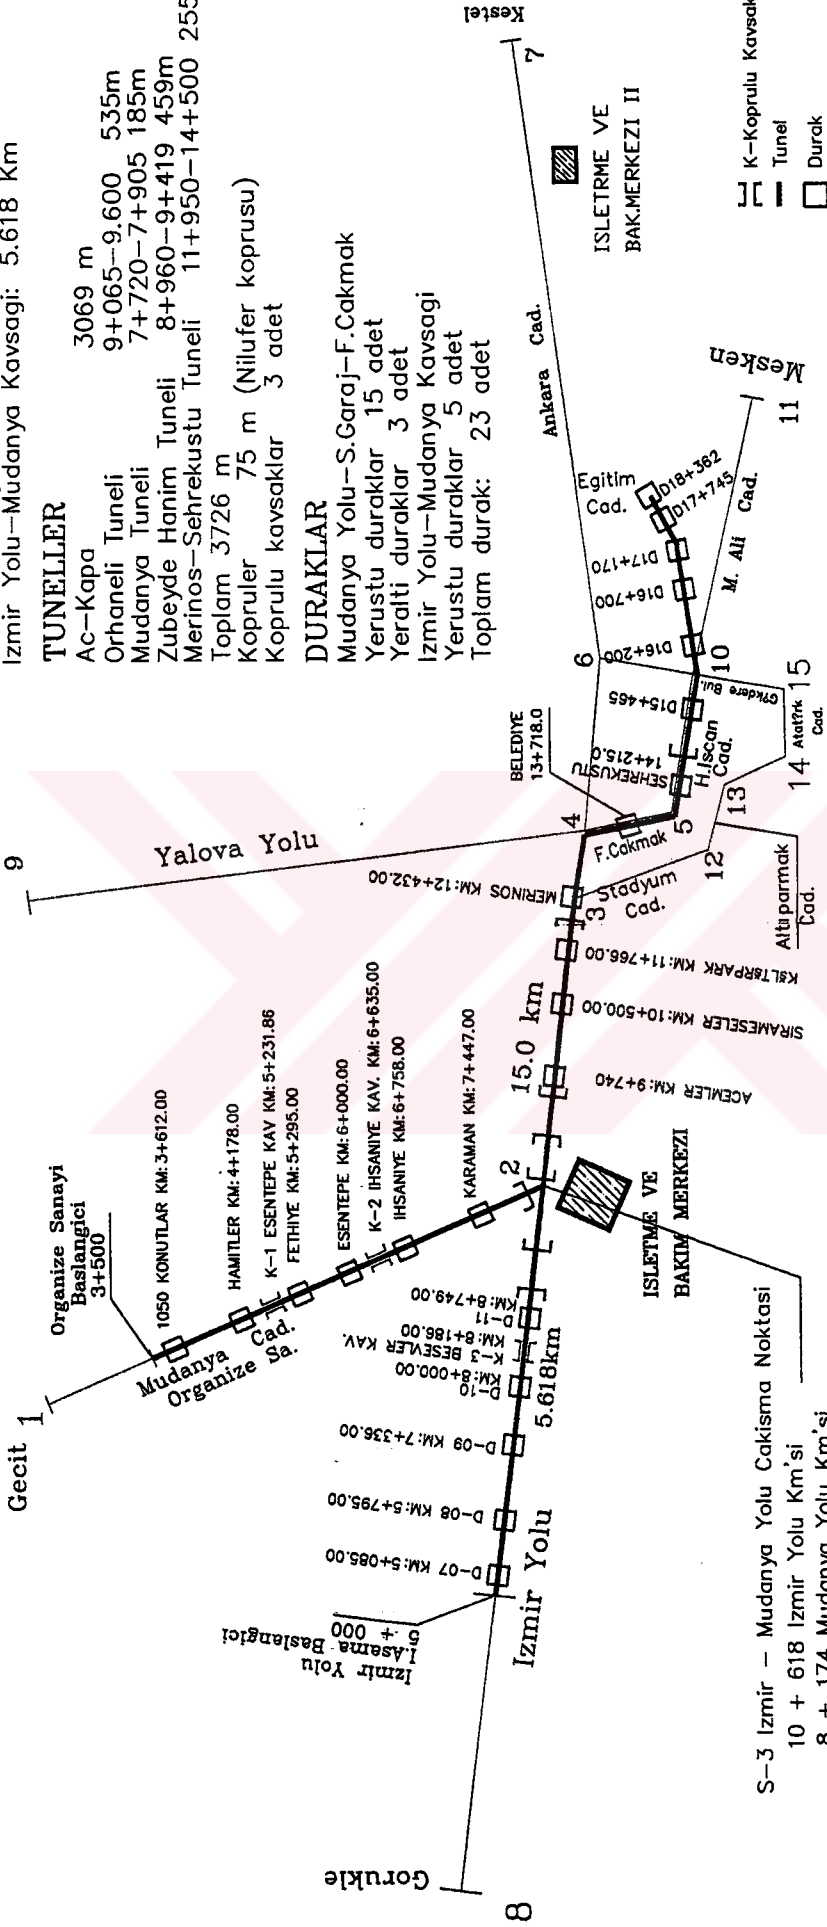 Izmir Yolu-Mudanya Kavsagi: 5.618 Km
TUNELLER
Ac-Kapa 3069 m
Orhaneli Tuneli 9+065-9.600 535m
Mudanya Tuneli 7+720-7+905 185m
Zubeyde Hanim Tuneli 8+960-9+419 459m
Merinos-Sehrekustu Tuneli 11+950-14+500 255
Toplam 3726 m
Kopruler 75 m (Nilufer koprusu)
Koprulu kavsaklar 3 adet
DURAKLAR
Mudanya Yolu-S.Garaj-F.Cakmak
Yerustu duraklar 15 adet
Yeralti duraklar 3 adet
Izmir Yolu-Mudanya Kavsagi
Yerustu duraklar 5 adet
Toplam durak: 23 adet
Gecit 1
Organize Sanayi
Baslangici
3+500
1050 KONUTLAR KM:3+612.00
HAMITLER KM:4+178.00
K-1 ESENTEPE KAV KM:5+231.86
FETHIYE KM:5+295.00
ESENTEPE KM:6+000.00
K-2 IHSANIYE KAV. KM:6+635.00
IHSANIYE KM:6+758.00
KARAMAN KM:7+447.00
Mudanya Cad.
Organize Sa.
2
9
Yalova Yolu
15.0 km
MERINOS KM:12+432.00
3
4
BELEDIYE
13+718.0
F.Cakmak
5
SEHREKUSTU
14+215.0
H.Iscan
Cad.
D15+465
6
D16+200
D16+700
D17+170
D17+745
D18+362
Egitim
Cad.
Ankara Cad.
7
Kestel
ISLETRME VE
BAK.MERKEZI II
K-Koprulu Kavsak
Tunel
Durak
Mesken
11
M. Ali Cad.
10
Gökdere Bul.
15
Atat?rk
Cad.
14
13
12
Stadyum
Cad.
Altıparmak
Cad.
KSLTSRPARK KM:11+766.00
SIRAMESELER KM:10+500.00
ACEMLER KM:9+740
ISLETME VE
BAKIM MERKEZI
D-11
KM:8+749.00
K-3 BESEVLER KAV.
KM:8+186.00
D-10
KM:8+000.00
5.618km
D-09 KM:7+336.00
D-08 KM:5+795.00
D-07 KM:5+085.00
Izmir Yolu
Izmir Yolu
I.Asama Baslangici
5 + 000
Gorukle
8
S-3 Izmir - Mudanya Yolu Cakisma Noktasi
10 + 618 Izmir Yolu Km'si
8 + 174 Mudanya Yolu Km'si